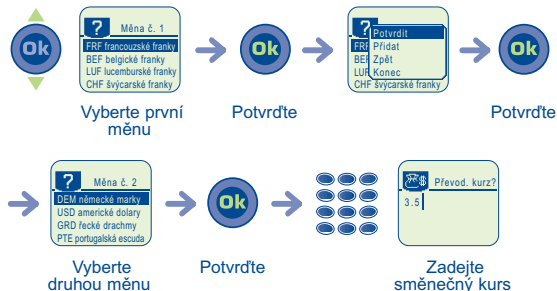 Ok
? Měna č. 1
FRF francouzské franky
BEF belgické franky
LUF lucemburské franky
CHF švýcarské franky
Ok
?
Potvrdit
FRF Přidat
BEF Zpět
LUF Konec
CHF švýcarské franky
Ok
Vyberte první
měnu
Potvrďte
Potvrďte
? Měna č. 2
DEM německé marky
USD americké dolary
GRD řecké drachmy
PTE portugalská escuda
Ok
$ Převod. kurz?
3.5
Vyberte
druhou měnu
Potvrďte
Zadejte
směnečný kurs